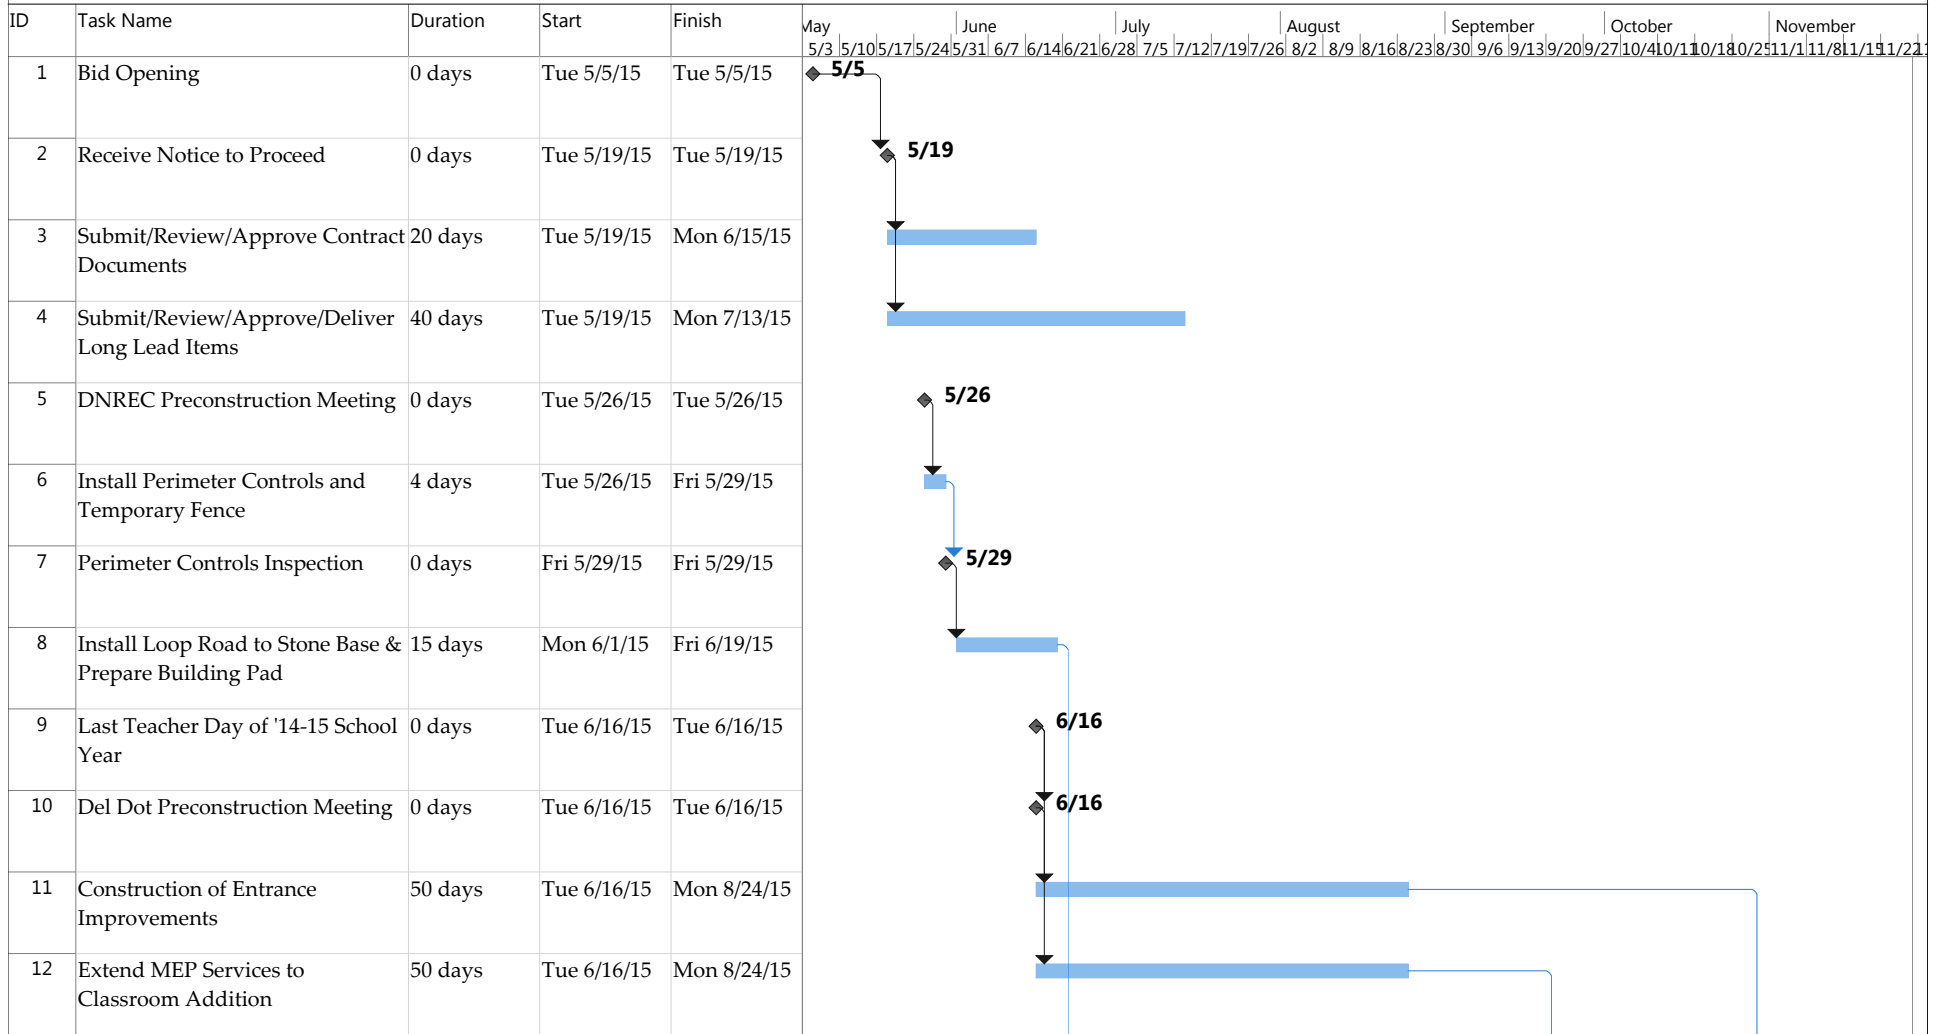 ID Task Name Duration Start Finish May June July August September October November
5/3 5/10 5/17 5/24 5/31 6/7 6/14 6/21 6/28 7/5 7/12 7/19 7/26 8/2 8/9 8/16 8/23 8/30 9/6 9/13 9/20 9/27 10/4 10/11 10/18 10/25 11/1 11/8 11/15 11/22
1 Bid Opening 0 days Tue 5/5/15 Tue 5/5/15 5/5
2 Receive Notice to Proceed 0 days Tue 5/19/15 Tue 5/19/15 5/19
3 Submit/Review/Approve Contract 20 days Tue 5/19/15 Mon 6/15/15
Documents
4 Submit/Review/Approve/Deliver 40 days Tue 5/19/15 Mon 7/13/15
Long Lead Items
5 DNREC Preconstruction Meeting 0 days Tue 5/26/15 Tue 5/26/15 5/26
6 Install Perimeter Controls and 4 days Tue 5/26/15 Fri 5/29/15
Temporary Fence
7 Perimeter Controls Inspection 0 days Fri 5/29/15 Fri 5/29/15 5/29
8 Install Loop Road to Stone Base & 15 days Mon 6/1/15 Fri 6/19/15
Prepare Building Pad
9 Last Teacher Day of '14-15 School 0 days Tue 6/16/15 Tue 6/16/15 6/16
Year
10 Del Dot Preconstruction Meeting 0 days Tue 6/16/15 Tue 6/16/15 6/16
11 Construction of Entrance 50 days Tue 6/16/15 Mon 8/24/15
Improvements
12 Extend MEP Services to 50 days Tue 6/16/15 Mon 8/24/15
Classroom Addition